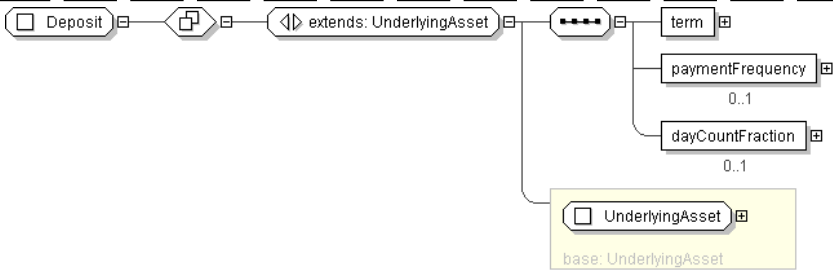 Deposit
extends: UnderlyingAsset
term
paymentFrequency
0..1
dayCountFraction
0..1
UnderlyingAsset
base: UnderlyingAsset